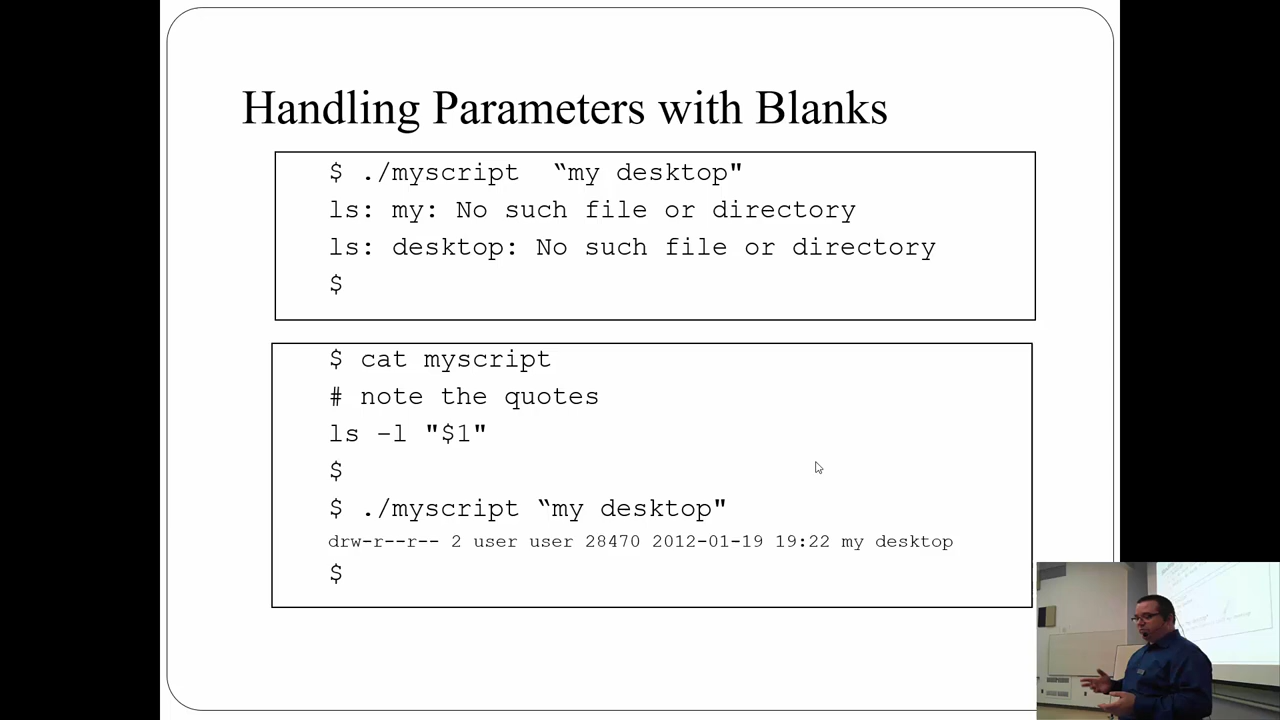 Handling Parameters with Blanks
$ ./myscript  “my desktop"
ls: my: No such file or directory
ls: desktop: No such file or directory
$
$ cat myscript
# note the quotes
ls –l "$1"
$
$ ./myscript “my desktop"
drw-r--r-- 2 user user 28470 2012-01-19 19:22 my desktop
$